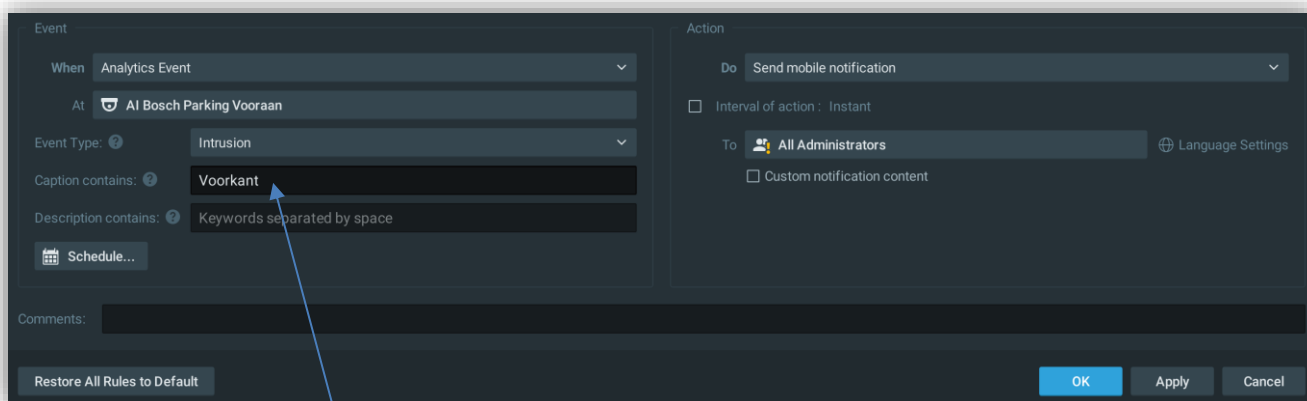 Event
When Analytics Event
At AI Bosch Parking Vooraan
Event Type: ? Intrusion
Caption contains: ? Voorkant
Description contains: ? Keywords separated by space
Schedule...
Action
Do Send mobile notification
Interval of action : Instant
To All Administrators Language Settings
Custom notification content
Comments:
Restore All Rules to Default OK Apply Cancel